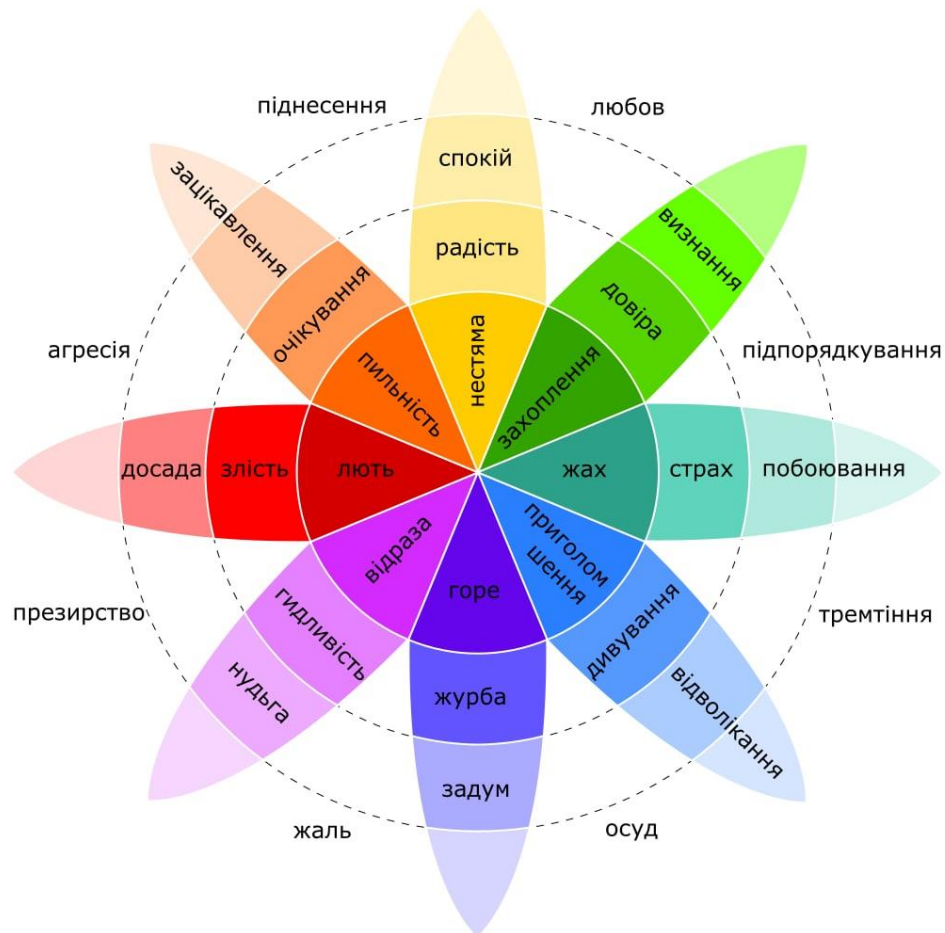 піднесення
любов
спокій
зацікавлення
визнання
радість
очікування
довіра
агресія
підпорядкування
пильність
нестяма
захоплення
досада
злість
лють
жах
страх
побоювання
відраза
горе
приголом
шення
презирство
тремтіння
гидливість
дивування
нудьга
журба
відволікання
задум
жаль
осуд